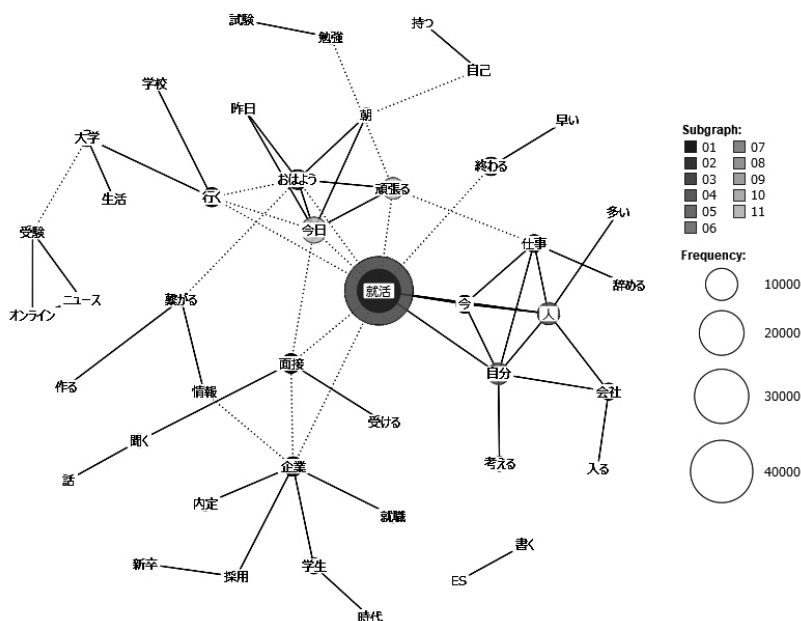 試験
勉強
持つ
自己
学校
昨日
朝
早い
大学
終わる
おはよう
頑張る
生活
行く
多い
受験
今日
仕事
辞める
オンライン
ニュース
繋がる
就活
今
人
面接
自分
作る
情報
会社
受ける
聞く
話
企業
考える
入る
内定
就職
新卒
採用
学生
書く
ES
時代
Subgraph:
01 07
02 08
03 09
04 10
05 11
06
Frequency:
10000
20000
30000
40000